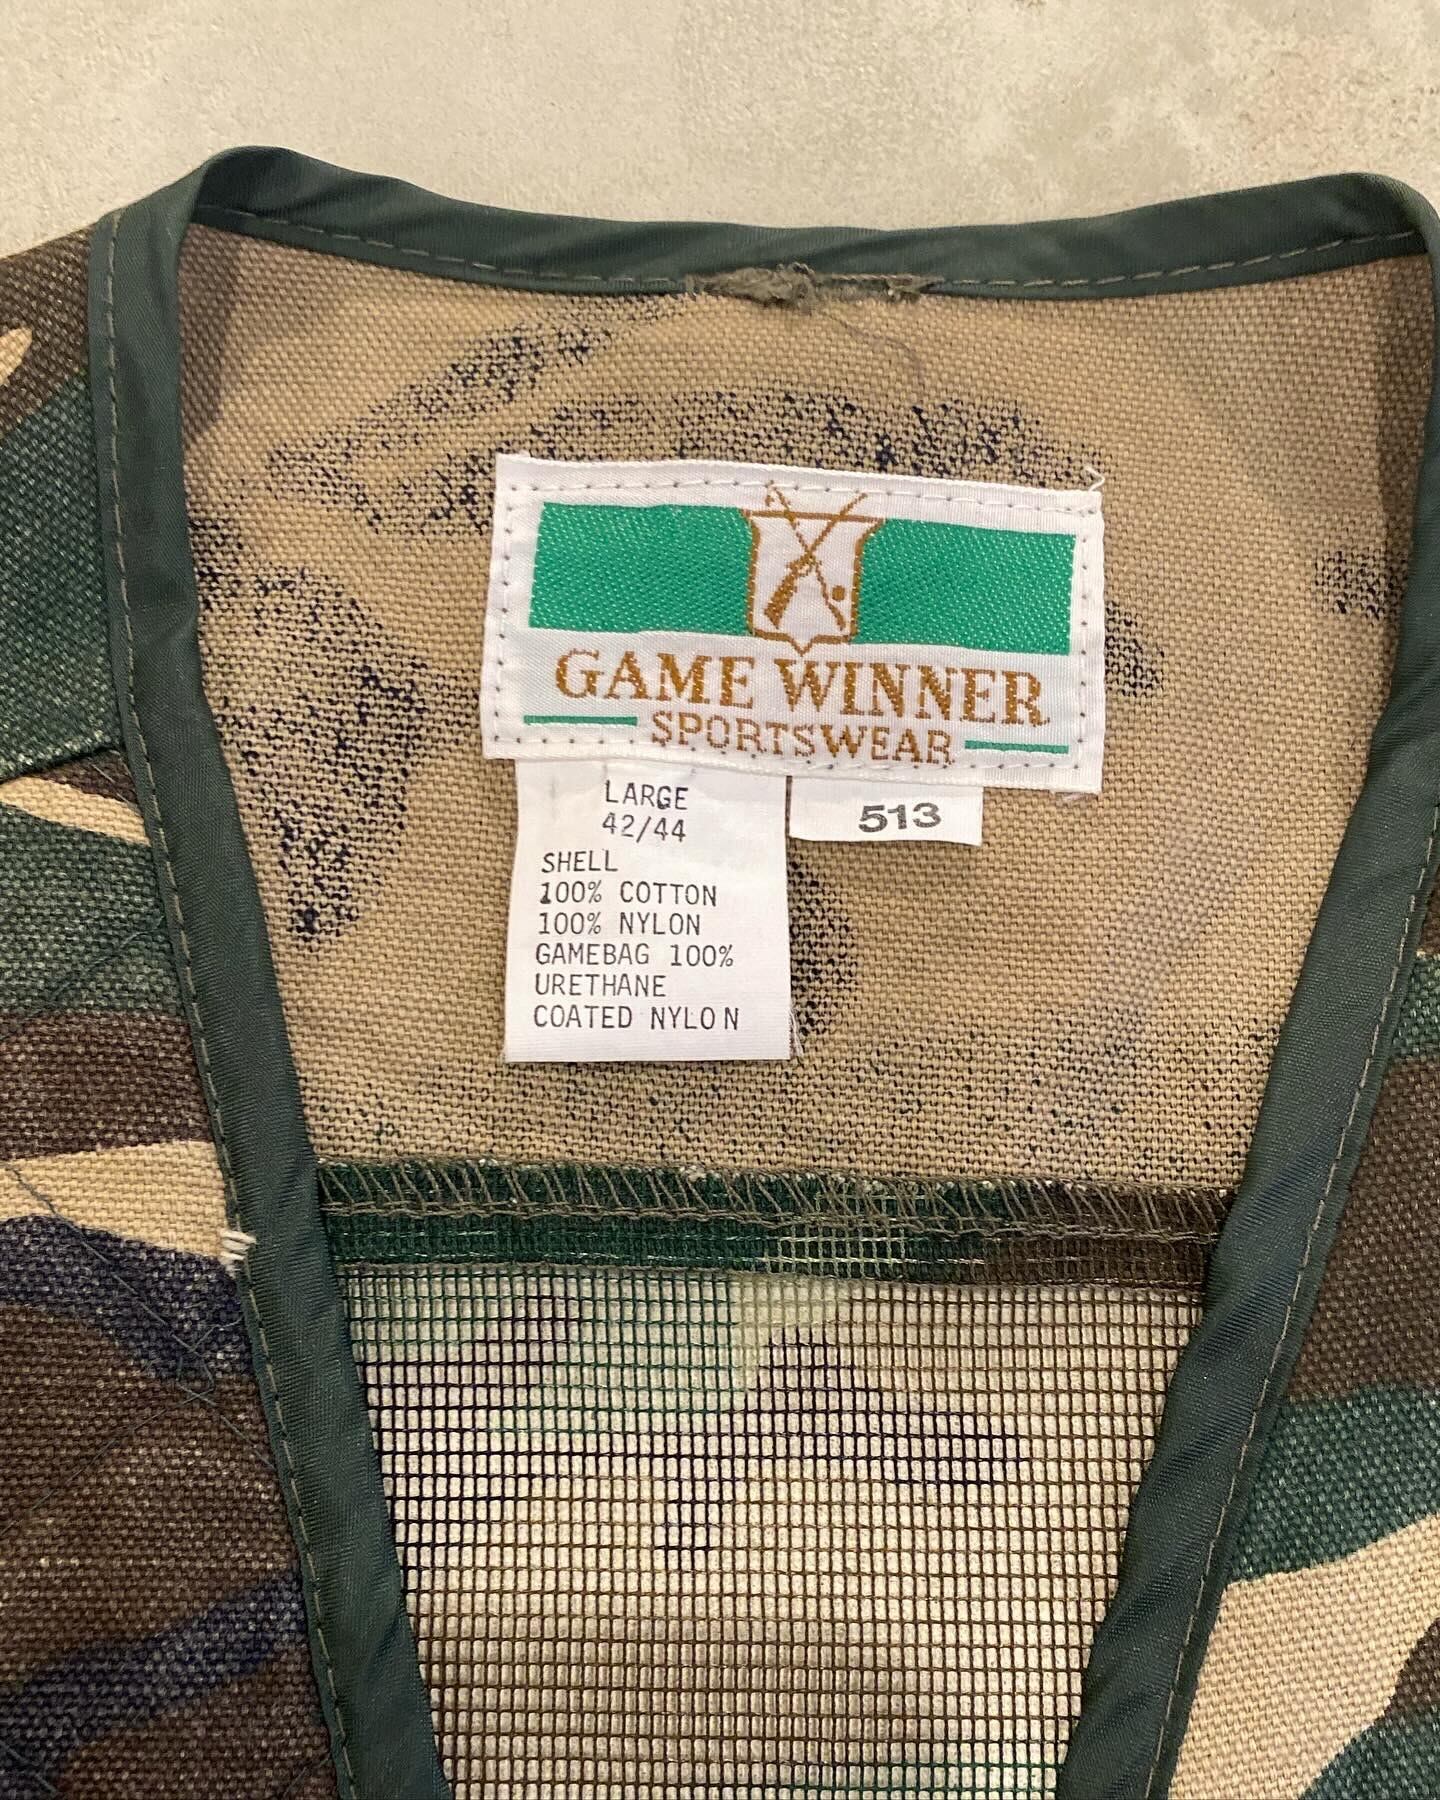 GAME WINNER
SPORTSWEAR
LARGE
42/44
513
SHELL
100% COTTON
100% NYLON
GAMEBAG 100%
URETHANE
COATED NYLON